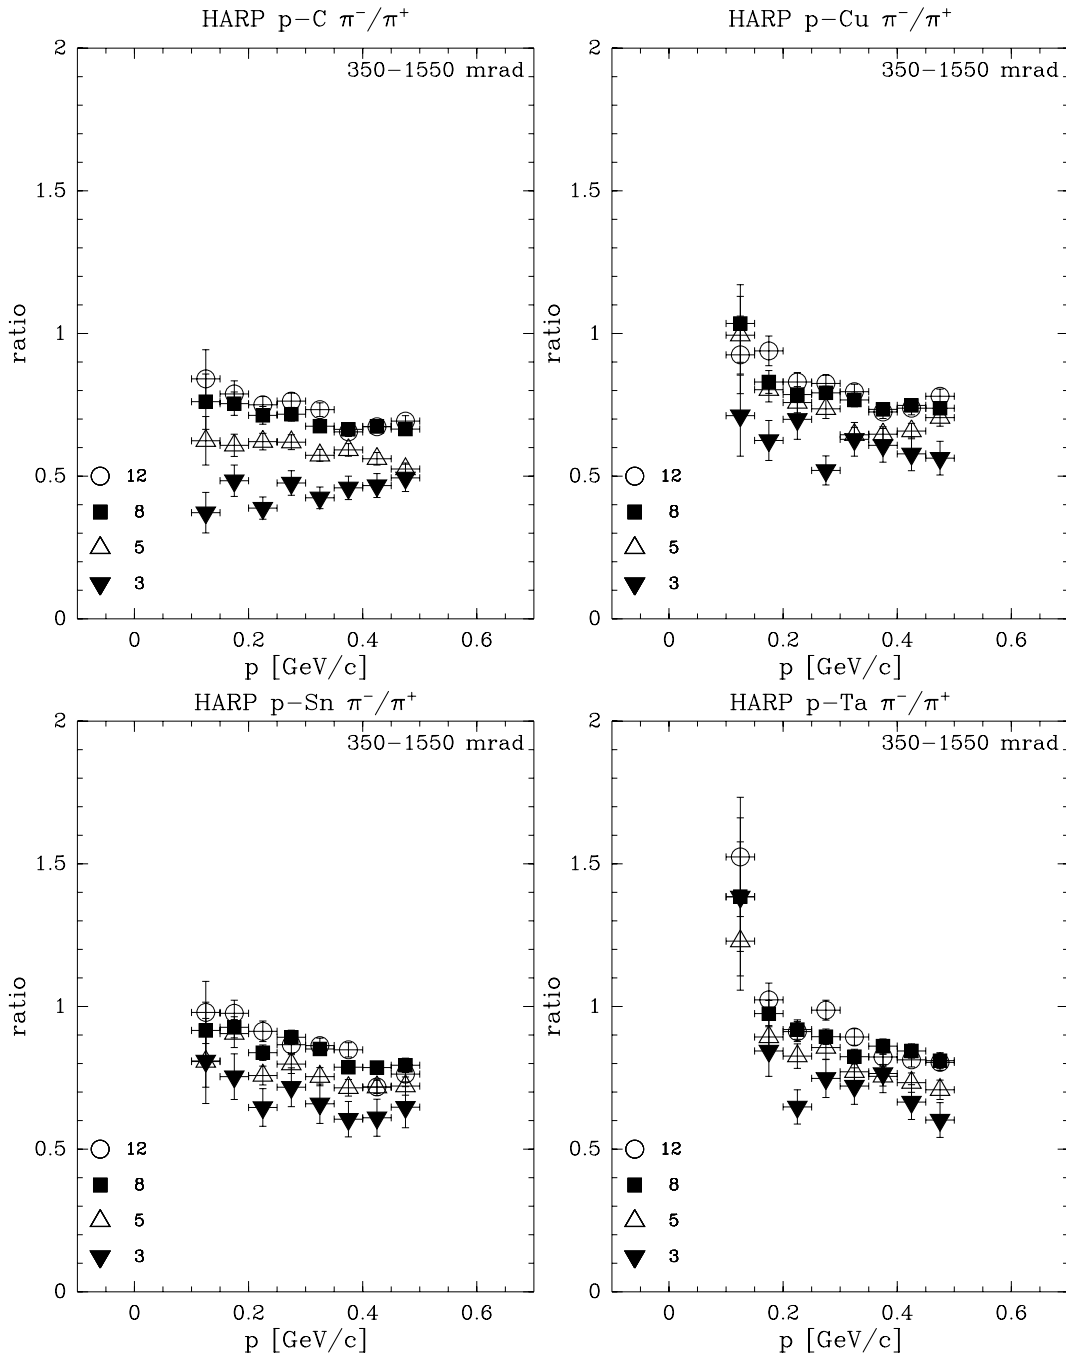 HARP p−C π⁻/π⁺
350−1550 mrad
2
1.5
1
0.5
0
ratio
12
8
5
3
0 0.2 0.4 0.6
p [GeV/c]
HARP p−Cu π⁻/π⁺
350−1550 mrad
2
1.5
1
0.5
0
ratio
12
8
5
3
0 0.2 0.4 0.6
p [GeV/c]
HARP p−Sn π⁻/π⁺
350−1550 mrad
2
1.5
1
0.5
0
ratio
12
8
5
3
0 0.2 0.4 0.6
p [GeV/c]
HARP p−Ta π⁻/π⁺
350−1550 mrad
2
1.5
1
0.5
0
ratio
12
8
5
3
0 0.2 0.4 0.6
p [GeV/c]